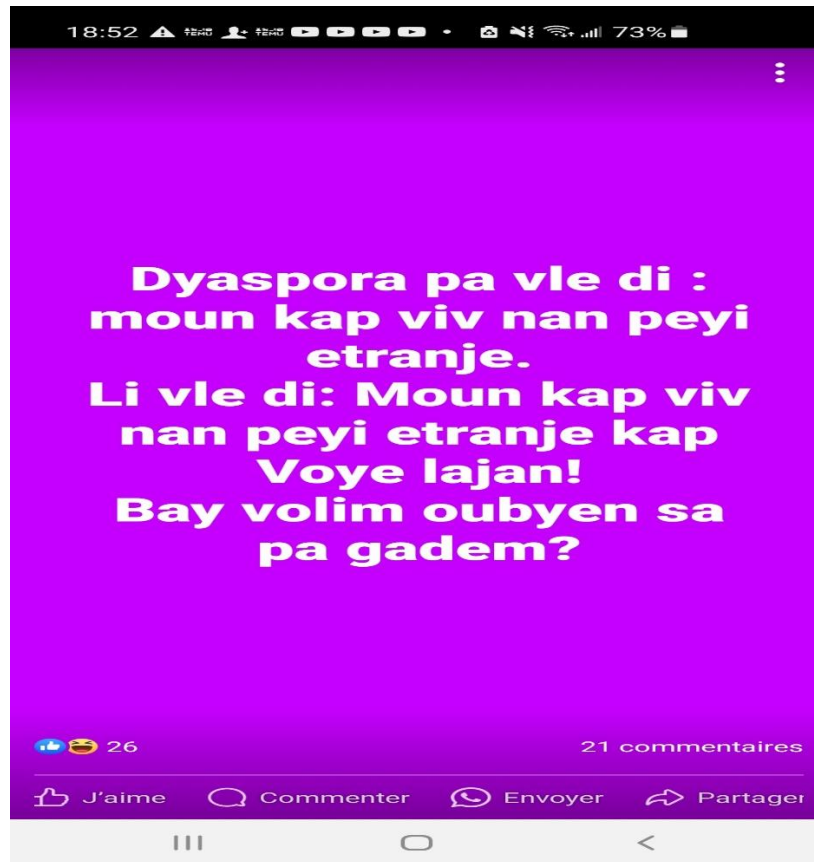 18:52 73%
Dyaspora pa vle di :
moun kap viv nan peyi
etranje.
Li vle di: Moun kap viv
nan peyi etranje kap
Voye lajan!
Bay volim oubyen sa
pa gadem?
26 21 commentaires
J'aime Commenter Envoyer Partager